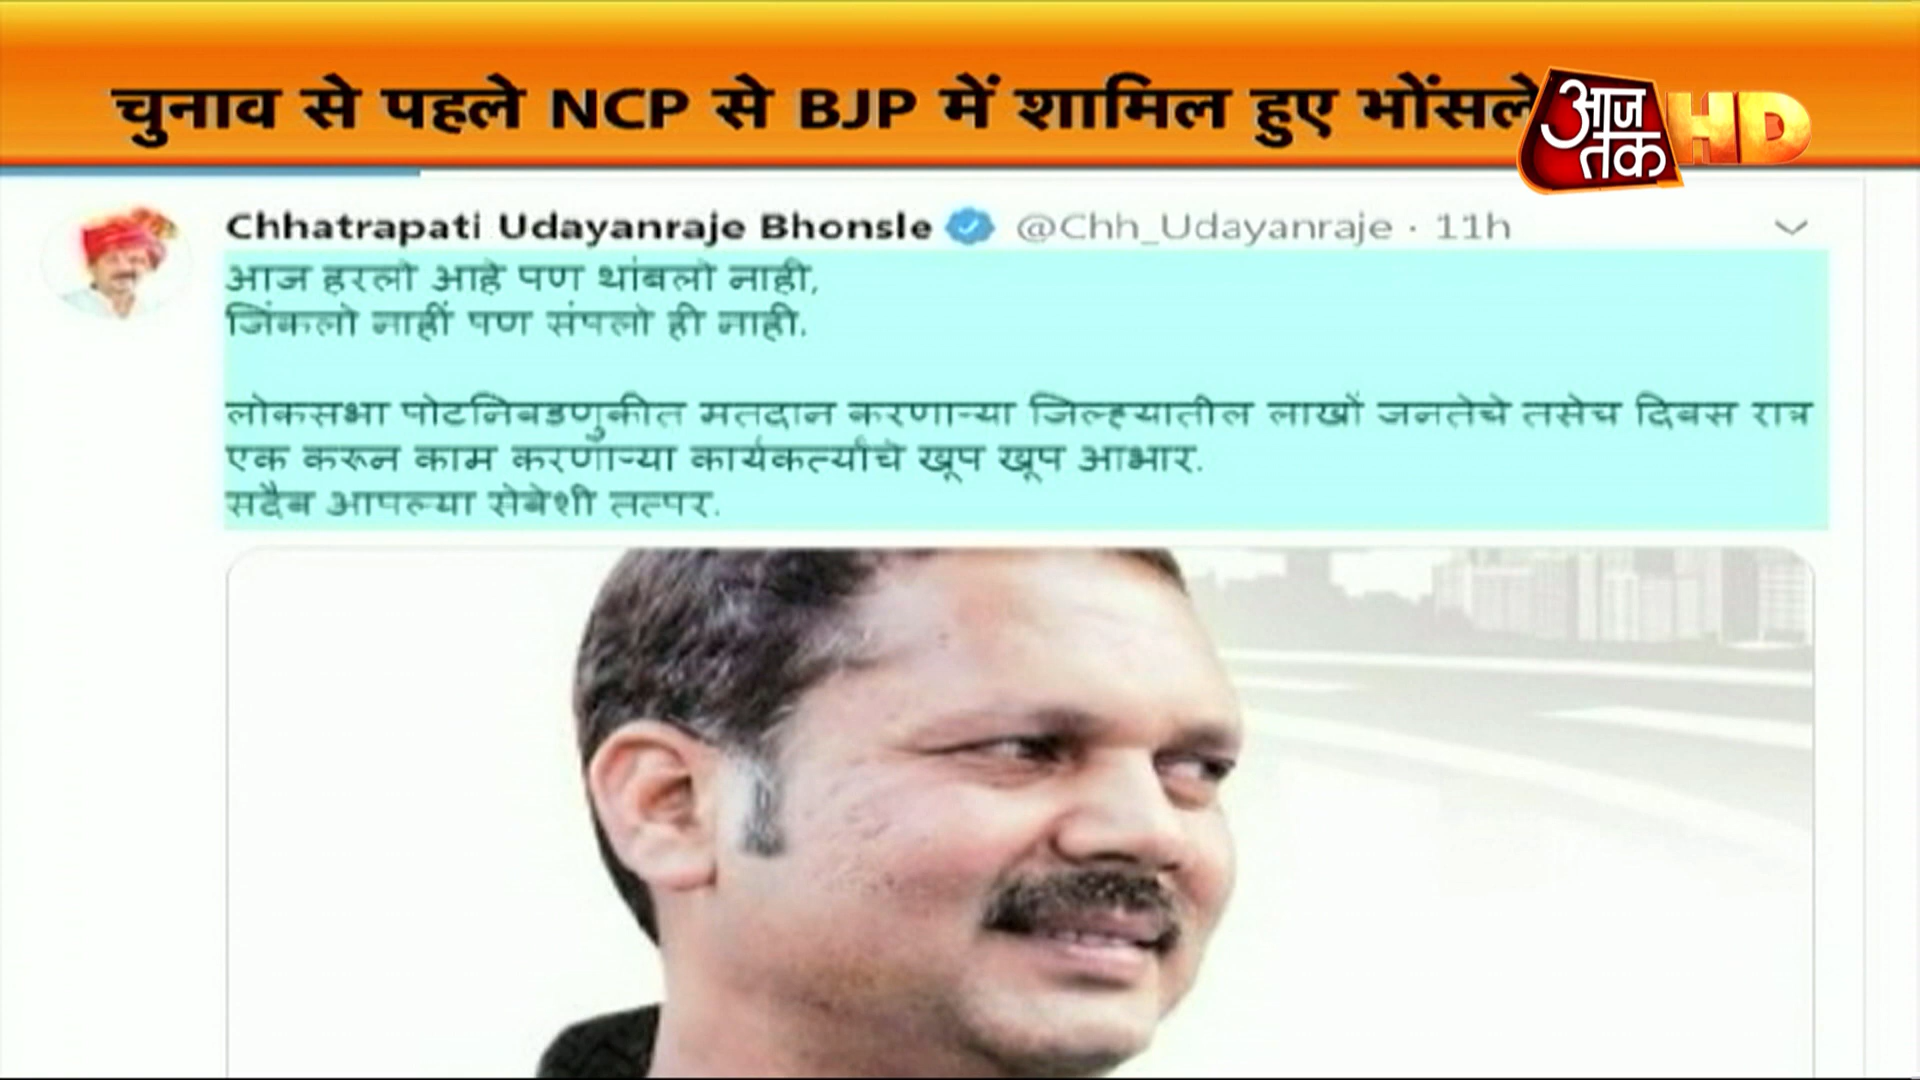 चुनाव से पहले NCP से BJP में शामिल हुए भोंसले
आज तक HD
Chhatrapati Udayanraje Bhonsle @Chh_Udayanraje · 11h
आज हरलो आहे पण थांबलो नाही,
जिंकलो नाहीं पण संपलो ही नाही.
लोकसभा पोटनिवडणुकीत मतदान करणाऱ्या जिल्ह्यातील लाखों जनतेचे तसेच दिवस रात्र
एक करून काम करणाऱ्या कार्यकर्त्यांचे खूप खूप आभार.
सदैव आपल्या सेवेशी तत्पर.